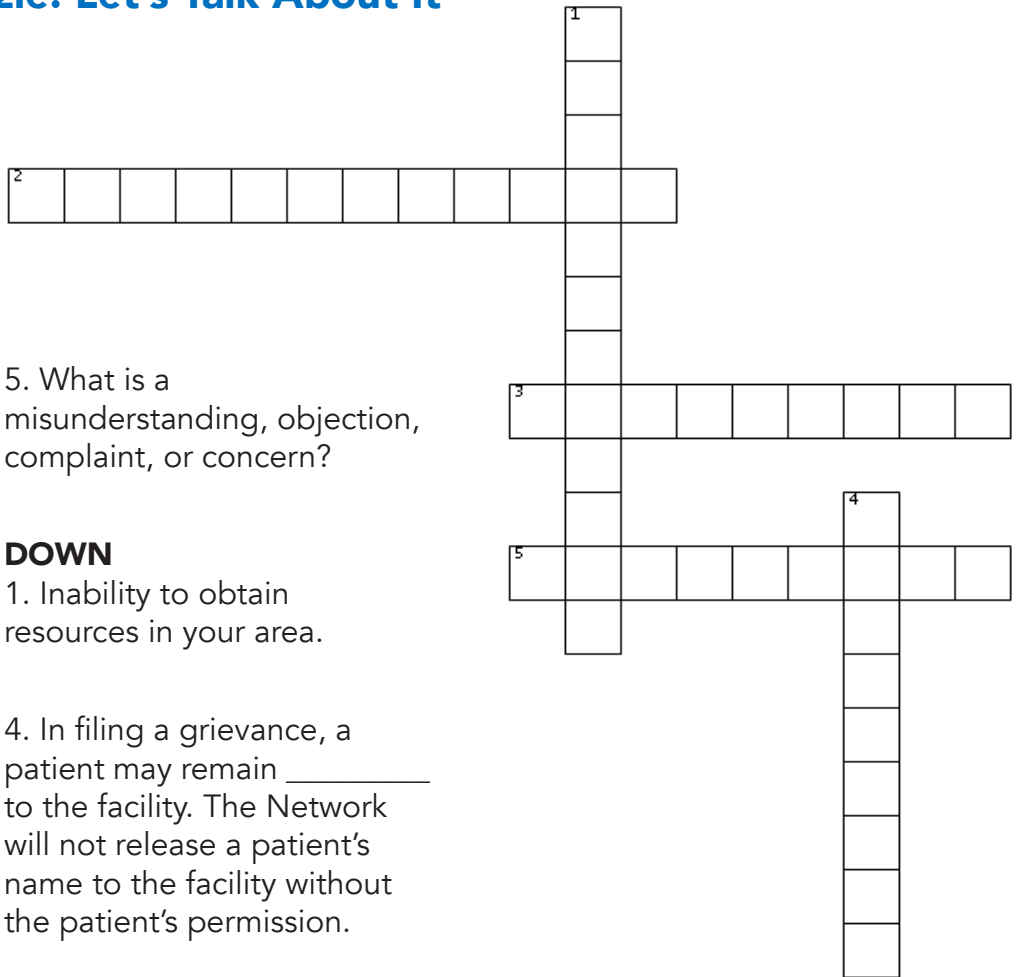 zle: Let's Talk About It
1
2
5. What is a
misunderstanding, objection,
complaint, or concern?
3
4
5
DOWN
1. Inability to obtain
resources in your area.
4. In filing a grievance, a
patient may remain _________
to the facility. The Network
will not release a patient’s
name to the facility without
the patient’s permission.